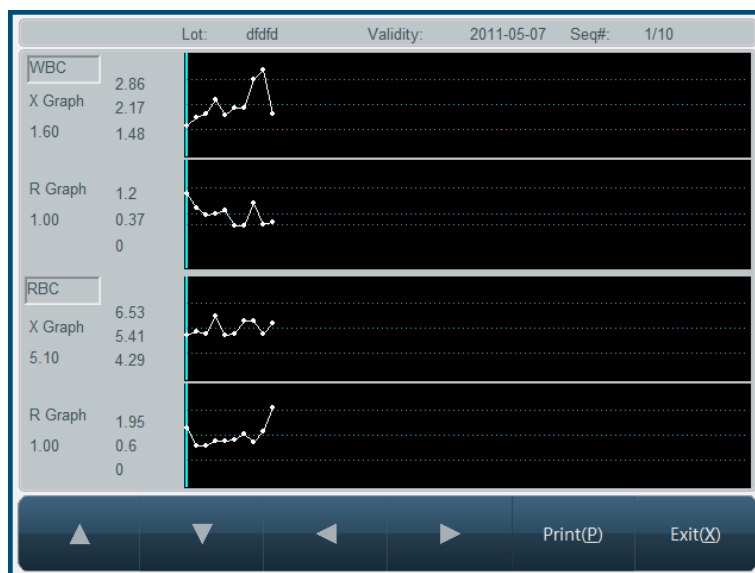 Lot: dfdfd Validity: 2011-05-07 Seq#: 1/10
WBC
2.86
X Graph 2.17
1.60 1.48
R Graph 1.2
1.00 0.37
0
RBC
6.53
X Graph 5.41
5.10 4.29
R Graph 1.95
1.00 0.6
0
Print(P) Exit(X)